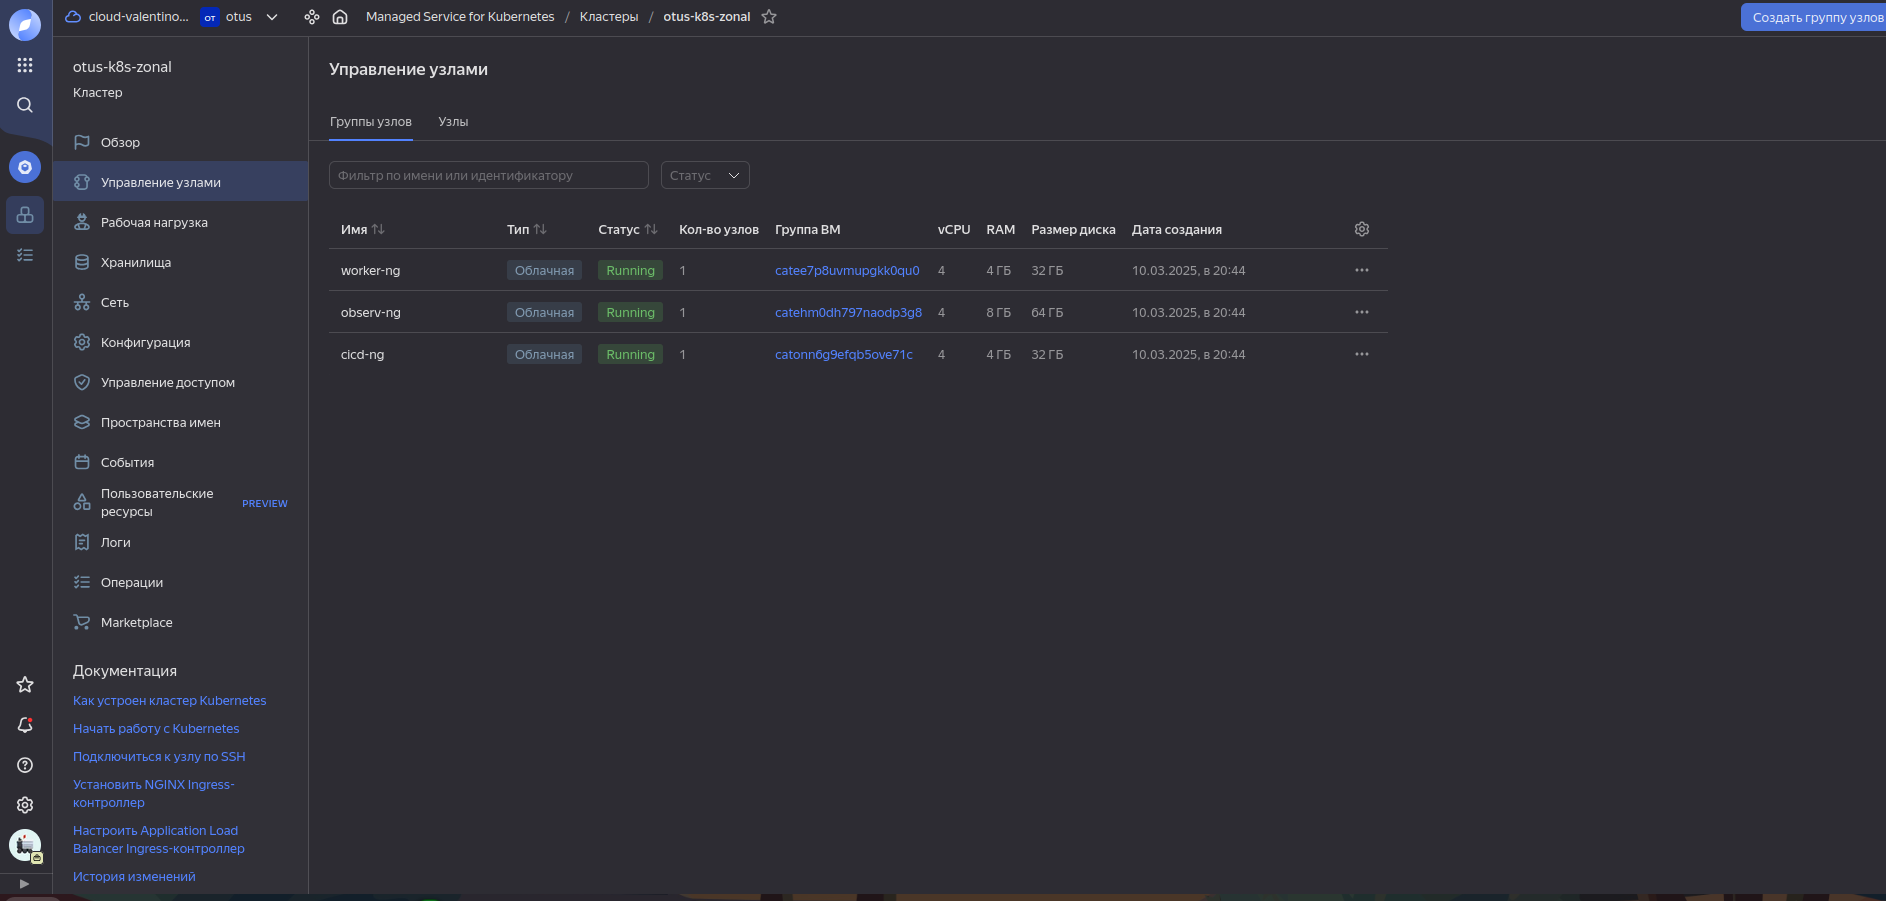 cloud-valentino...
OT
otus
Managed Service for Kubernetes / Кластеры / otus-k8s-zonal
Создать группу узлов
otus-k8s-zonal
Кластер
Обзор
Управление узлами
Рабочая нагрузка
Хранилища
Сеть
Конфигурация
Управление доступом
Пространства имен
События
Пользовательские
ресурсы
PREVIEW
Логи
Операции
Marketplace
Документация
Как устроен кластер Kubernetes
Начать работу с Kubernetes
Подключиться к узлу по SSH
Установить NGINX Ingress-
контроллер
Настроить Application Load
Balancer Ingress-контроллер
История изменений
Управление узлами
Группы узлов Узлы
Фильтр по имени или идентификатору Статус
Имя Тип Статус Кол-во узлов Группа ВМ vCPU RAM Размер диска Дата создания
worker-ng Облачная Running 1 catee7p8uvmupgkk0qu0 4 4 ГБ 32 ГБ 10.03.2025, в 20:44
observ-ng Облачная Running 1 catehm0dh797naodp3g8 4 8 ГБ 64 ГБ 10.03.2025, в 20:44
cicd-ng Облачная Running 1 catonn6g9efqb5ove71c 4 4 ГБ 32 ГБ 10.03.2025, в 20:44